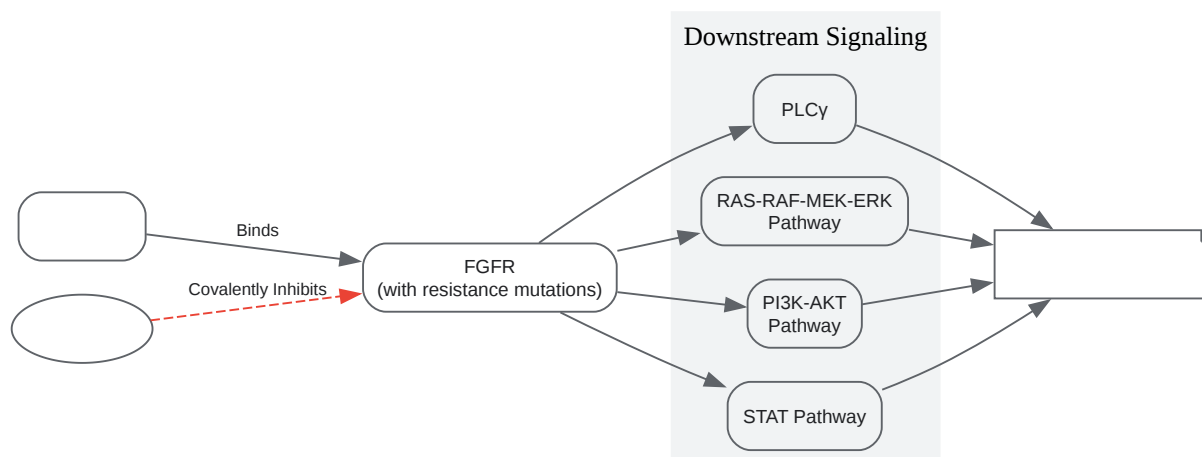 Downstream Signaling
PLCγ
RAS-RAF-MEK-ERK
Pathway
Binds
FGFR
(with resistance mutations)
Covalently Inhibits
PI3K-AKT
Pathway
STAT Pathway